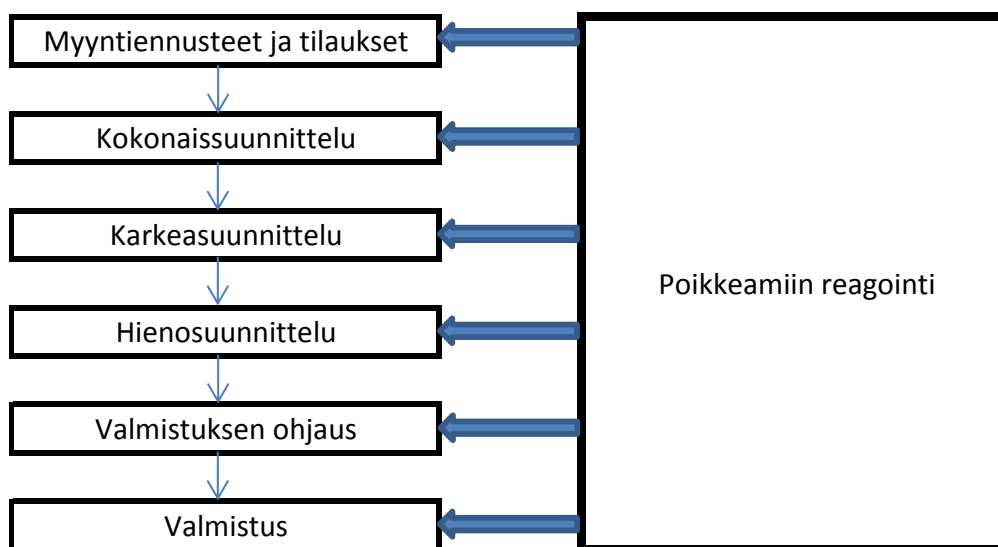 Myyntiennusteet ja tilaukset
Kokonaissuunnittelu
Karkeasuunnittelu
Hienosuunnittelu
Valmistuksen ohjaus
Valmistus
Poikkeamiin reagointi